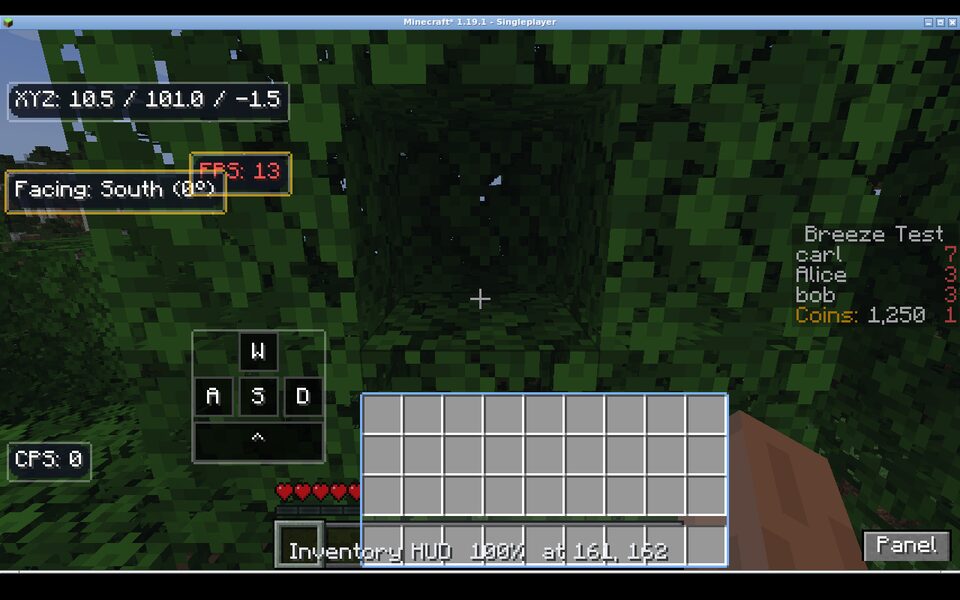 Minecraft* 1.19.1 - Singleplayer
XYZ: 10.5 / 101.0 / -1.5
FPS: 13
Facing: South (0°)
Breeze Test
carl 7
Alice 3
bob 3
Coins: 1,250 1
W
A S D
^
CPS: 0
Inventory HUD 100% at 161, 162
Panel